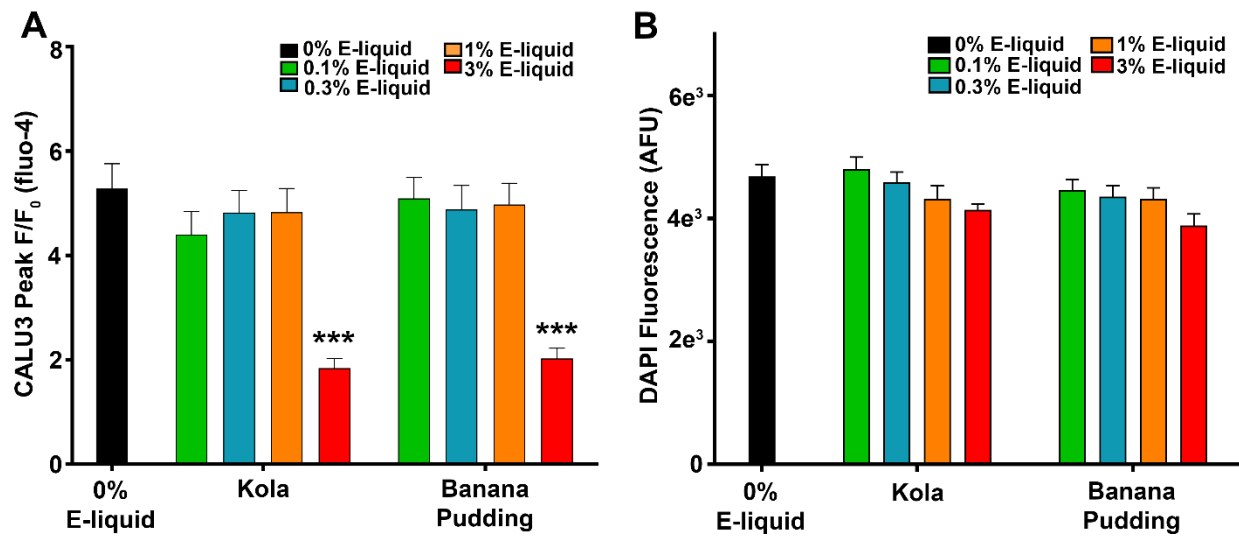 A
CALU3 Peak F/F0 (fluo-4)
8
6
4
2
0
0% E-liquid
0.1% E-liquid
0.3% E-liquid
1% E-liquid
3% E-liquid
***
***
0%
E-liquid
Kola
Banana
Pudding
B
DAPI Fluorescence (AFU)
6e³
4e³
2e³
0
0% E-liquid
0.1% E-liquid
0.3% E-liquid
1% E-liquid
3% E-liquid
0%
E-liquid
Kola
Banana
Pudding